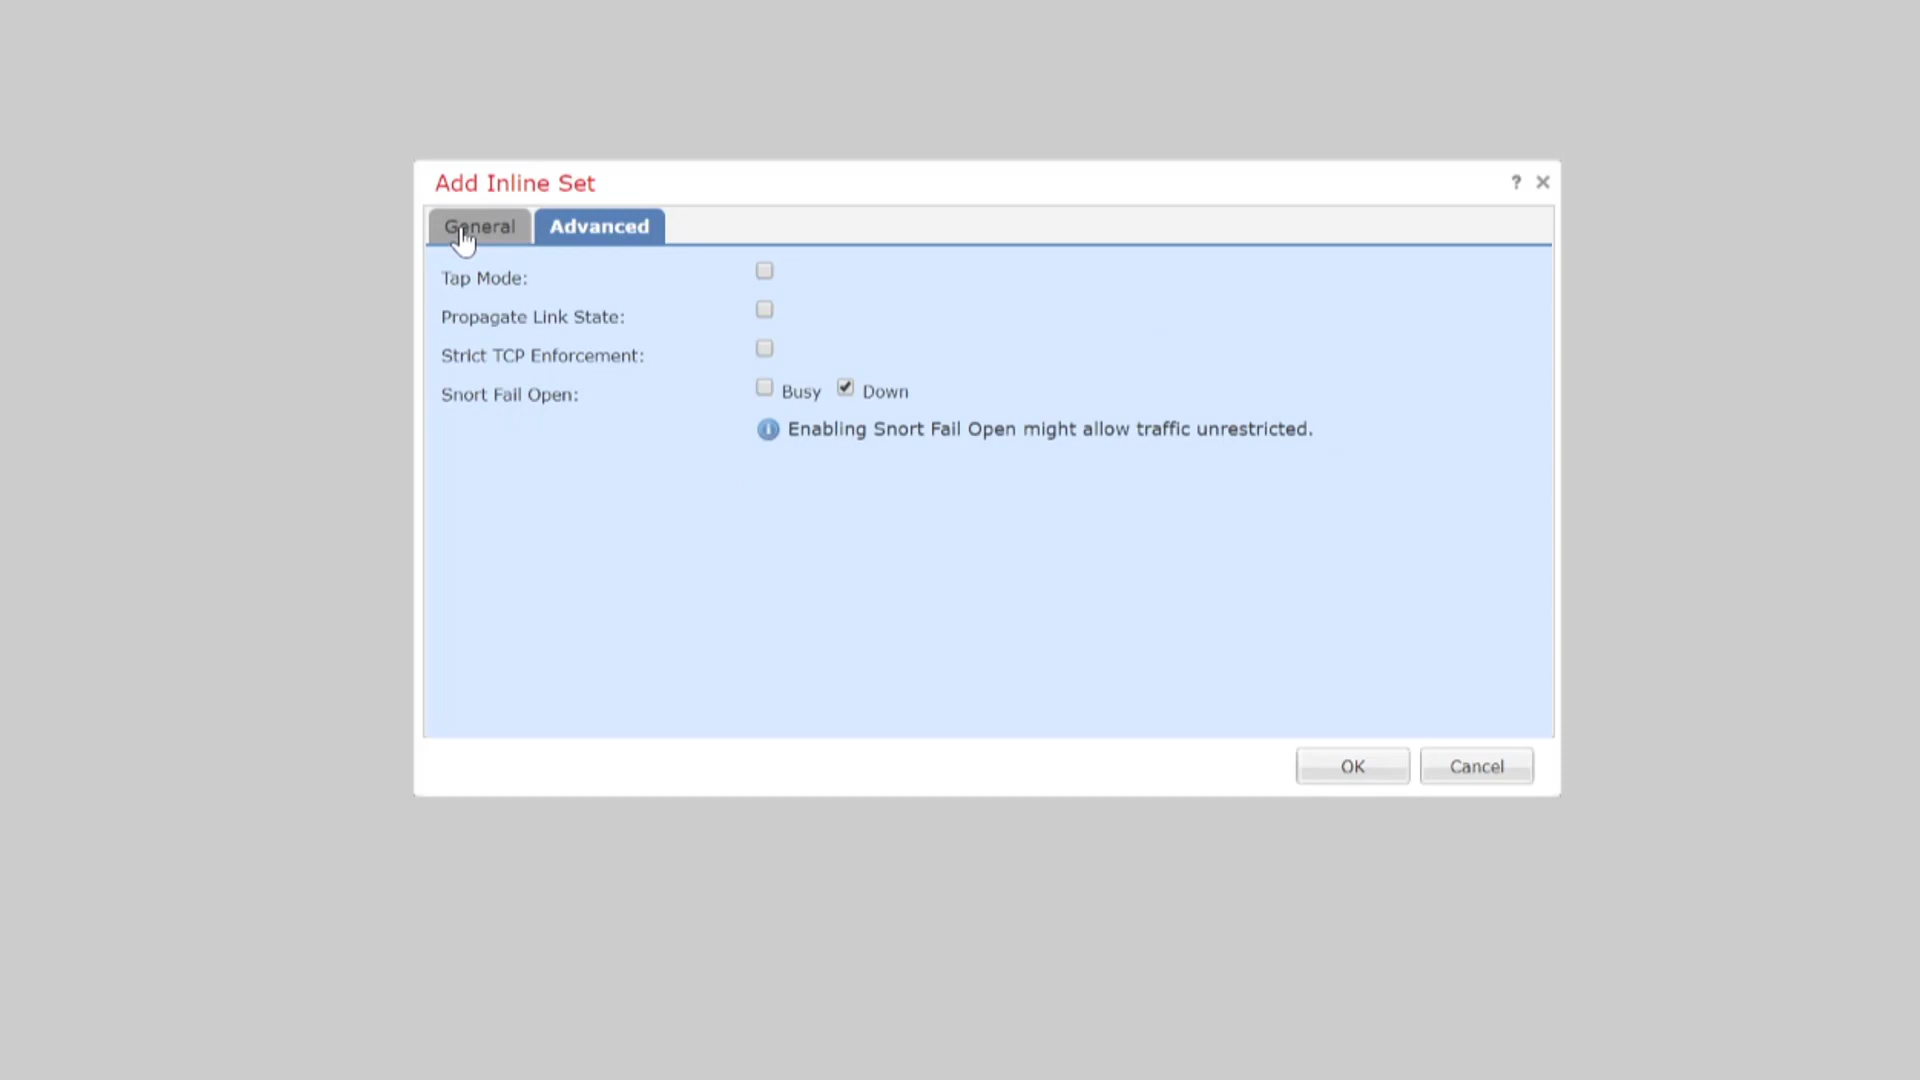 Add Inline Set ?
General Advanced
Tap Mode:
Propagate Link State:
Strict TCP Enforcement:
Snort Fail Open: Busy Down
Enabling Snort Fail Open might allow traffic unrestricted.
OK Cancel